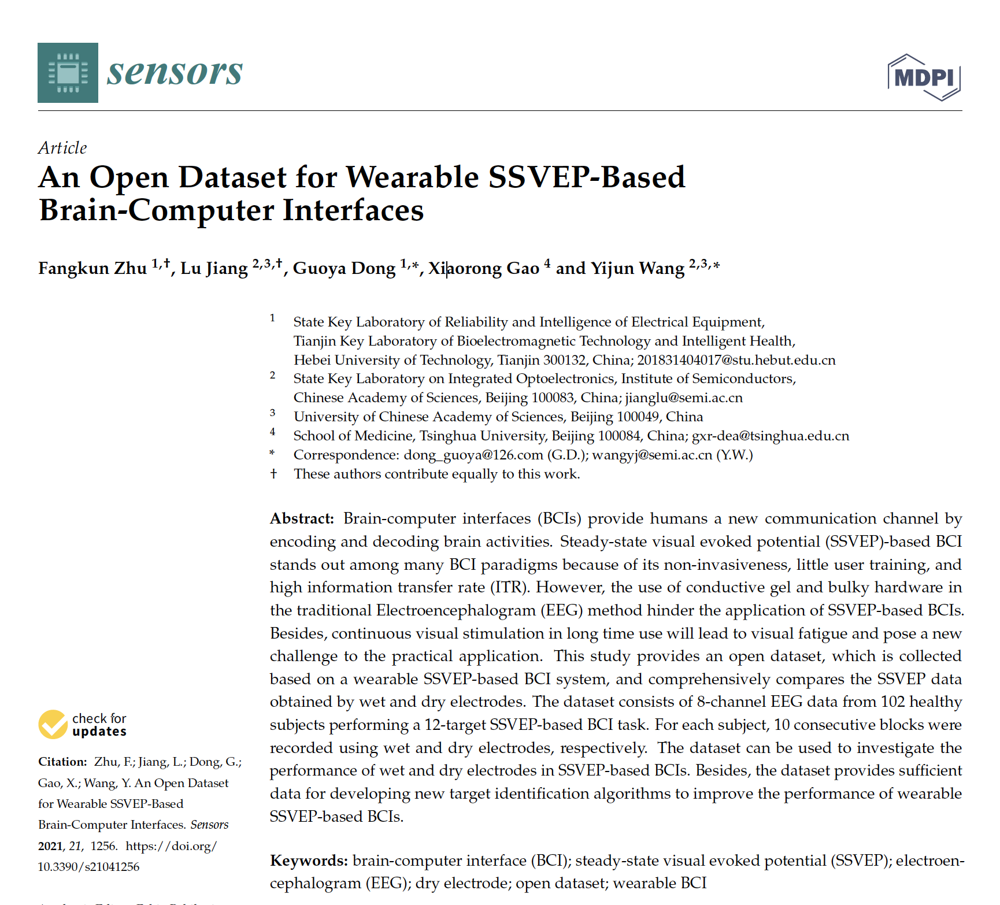 sensors
MDPI
Article
An Open Dataset for Wearable SSVEP-Based
Brain-Computer Interfaces
Fangkun Zhu 1,†, Lu Jiang 2,3,†, Guoya Dong 1,*, Xiaorong Gao 4 and Yijun Wang 2,3,*
1 State Key Laboratory of Reliability and Intelligence of Electrical Equipment,
Tianjin Key Laboratory of Bioelectromagnetic Technology and Intelligent Health,
Hebei University of Technology, Tianjin 300132, China; 201831404017@stu.hebut.edu.cn
2 State Key Laboratory on Integrated Optoelectronics, Institute of Semiconductors,
Chinese Academy of Sciences, Beijing 100083, China; jianglu@semi.ac.cn
3 University of Chinese Academy of Sciences, Beijing 100049, China
4 School of Medicine, Tsinghua University, Beijing 100084, China; gxr-dea@tsinghua.edu.cn
* Correspondence: dong_guoya@126.com (G.D.); wangyj@semi.ac.cn (Y.W.)
† These authors contribute equally to this work.
Abstract: Brain-computer interfaces (BCIs) provide humans a new communication channel by
encoding and decoding brain activities. Steady-state visual evoked potential (SSVEP)-based BCI
stands out among many BCI paradigms because of its non-invasiveness, little user training, and
high information transfer rate (ITR). However, the use of conductive gel and bulky hardware in
the traditional Electroencephalogram (EEG) method hinder the application of SSVEP-based BCIs.
Besides, continuous visual stimulation in long time use will lead to visual fatigue and pose a new
challenge to the practical application. This study provides an open dataset, which is collected
based on a wearable SSVEP-based BCI system, and comprehensively compares the SSVEP data
obtained by wet and dry electrodes. The dataset consists of 8-channel EEG data from 102 healthy
subjects performing a 12-target SSVEP-based BCI task. For each subject, 10 consecutive blocks were
recorded using wet and dry electrodes, respectively. The dataset can be used to investigate the
performance of wet and dry electrodes in SSVEP-based BCIs. Besides, the dataset provides sufficient
data for developing new target identification algorithms to improve the performance of wearable
SSVEP-based BCIs.
Keywords: brain-computer interface (BCI); steady-state visual evoked potential (SSVEP); electroen-
cephalogram (EEG); dry electrode; open dataset; wearable BCI
check for
updates
Citation: Zhu, F.; Jiang, L.; Dong, G.;
Gao, X.; Wang, Y. An Open Dataset
for Wearable SSVEP-Based
Brain-Computer Interfaces. Sensors
2021, 21, 1256. https://doi.org/
10.3390/s21041256